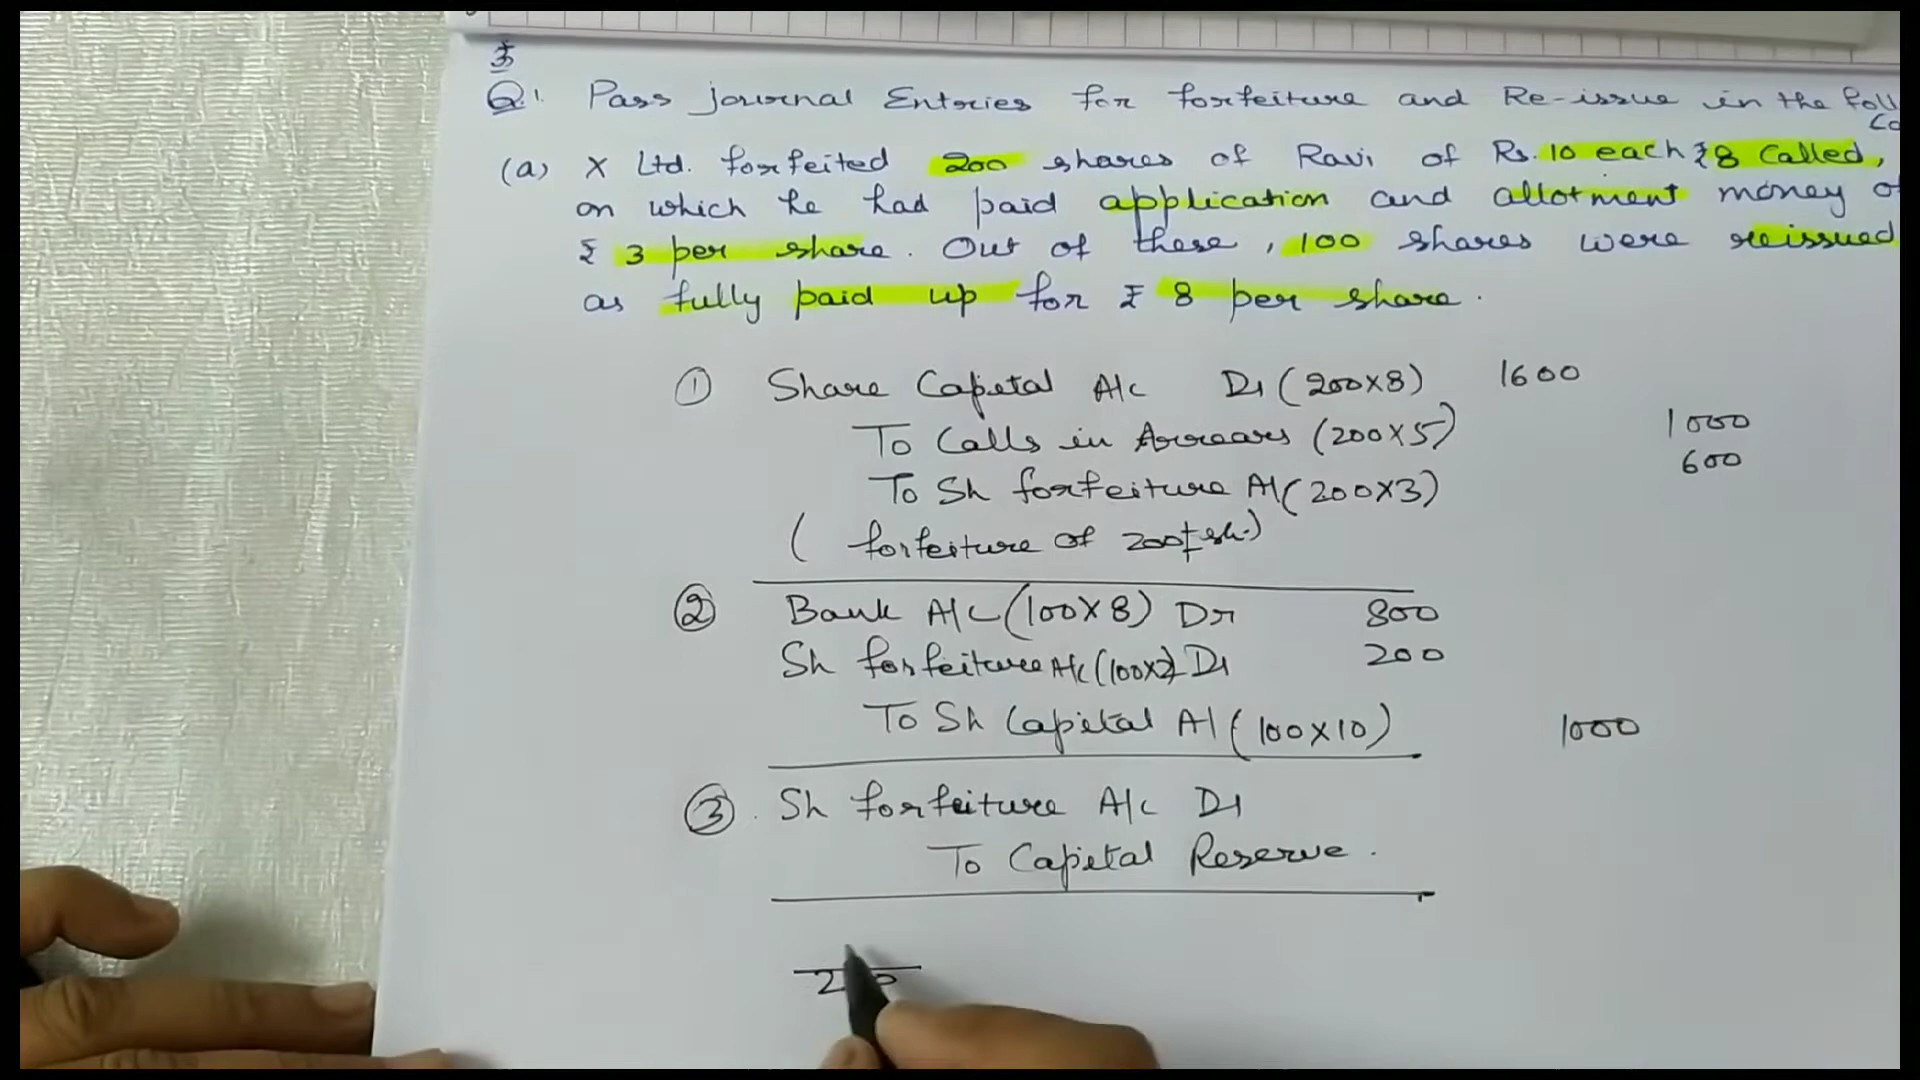 Q.1. Pass journal Entries for forfeiture and Re-issue in the foll
(a) X Ltd. forfeited 200 shares of Ravi of Rs. 10 each ₹8 Called,
on which he had paid application and allotment money of
₹ 3 per share. Out of these, 100 shares were reissued
as fully paid up for ₹ 8 per share.
① Share Capital A/c Dr (200×8) 1600
To Calls in Arrears (200×5) 1000
To Sh forfeiture A/ (200×3) 600
( forfeiture of 200 sh.)
② Bank A/c (100×8) Dr 800
Sh forfeiture A/c (100×2) Dr 200
To Sh Capital A/ (100×10) 1000
③ Sh forfeiture A/c Dr
To Capital Reserve.